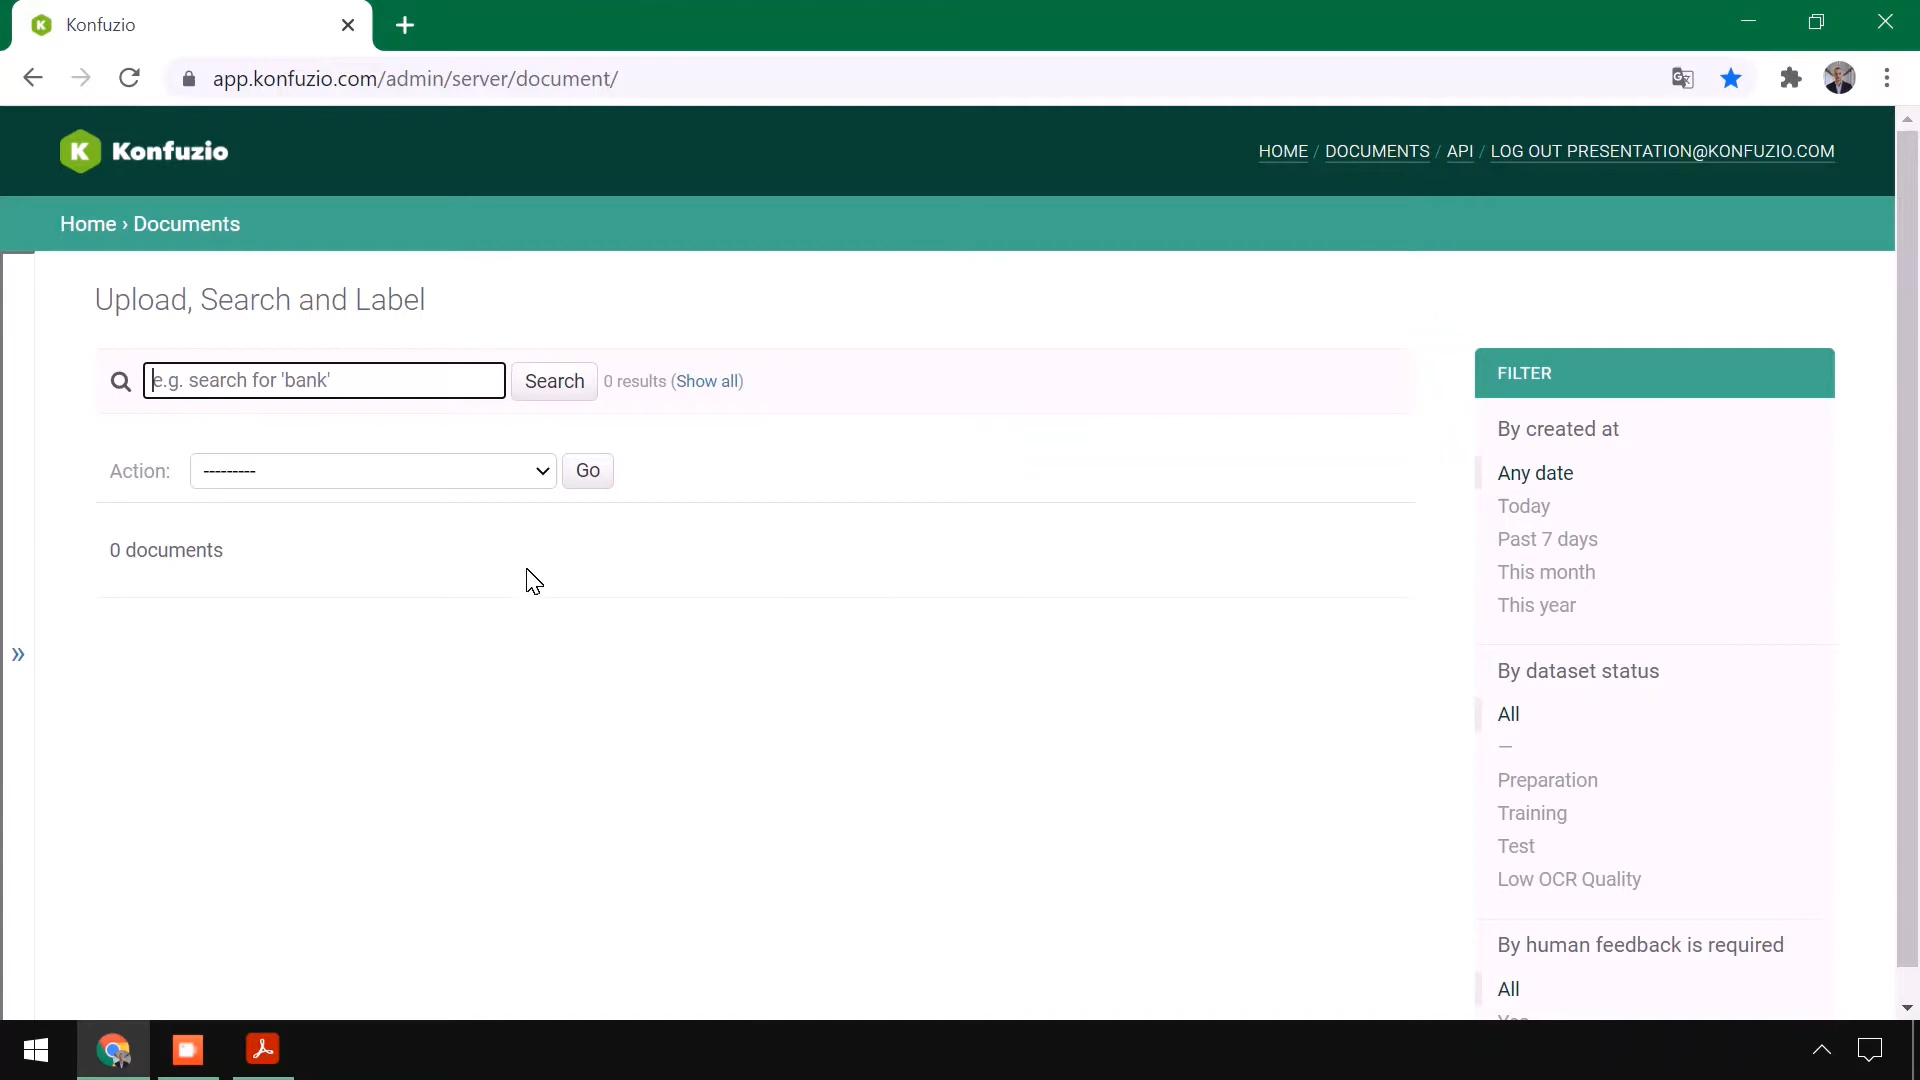 Konfuzio
app.konfuzio.com/admin/server/document/
Konfuzio
HOME / DOCUMENTS / API / LOG OUT PRESENTATION@KONFUZIO.COM
Home › Documents
Upload, Search and Label
e.g. search for 'bank'
Search
0 results (Show all)
Action:
---------
Go
0 documents
»
FILTER
By created at
Any date
Today
Past 7 days
This month
This year
By dataset status
All
—
Preparation
Training
Test
Low OCR Quality
By human feedback is required
All